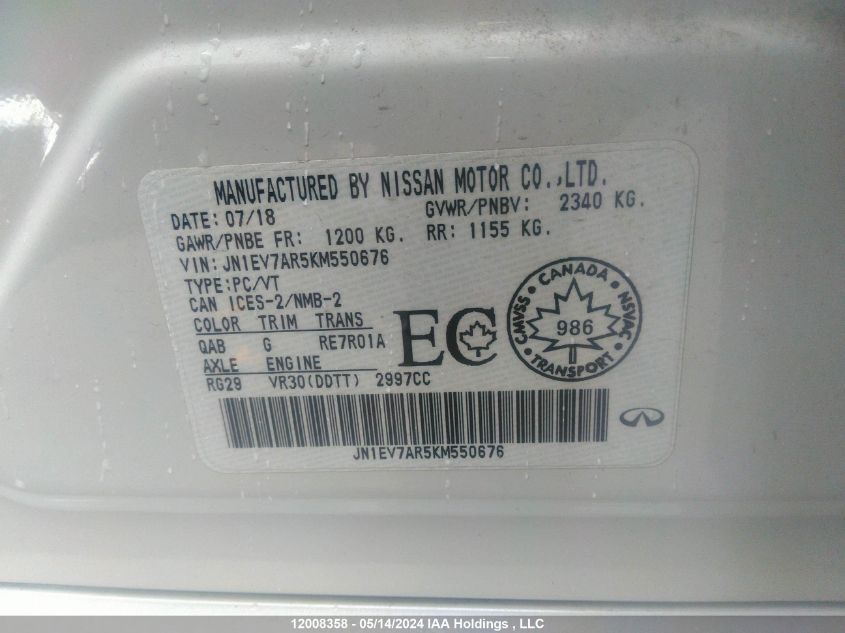 MANUFACTURED BY NISSAN MOTOR CO.,LTD.
DATE: 07/18 GVWR/PNBV: 2340 KG.
GAWR/PNBE FR: 1200 KG. RR: 1155 KG.
VIN: JN1EV7AR5KM550676
TYPE:PC/VT
CAN ICES-2/NMB-2
COLOR TRIM TRANS
QAB G RE7R01A
AXLE ENGINE
RG29 VR30(DDTT) 2997CC
EC
CANADA
CMVSS - NSVAC
986
TRANSPORT
JN1EV7AR5KM550676
12008358 - 05/14/2024 IAA Holdings , LLC